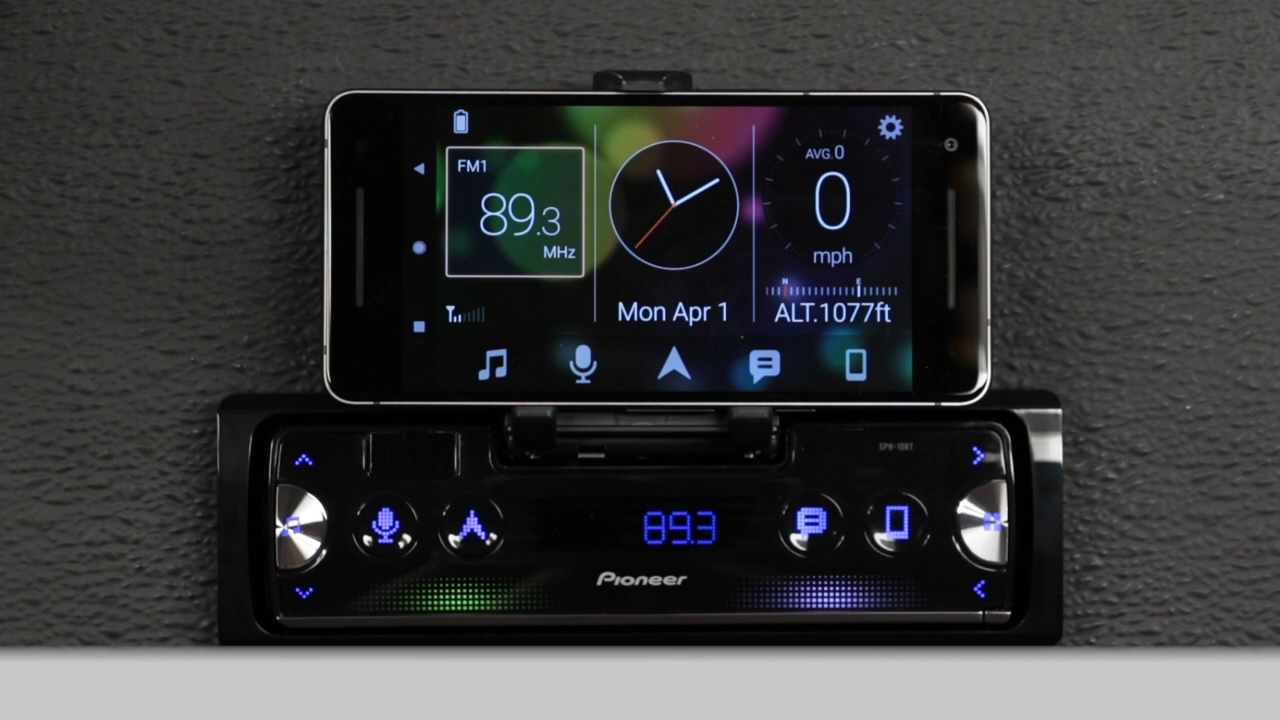 FM1
89.3
MHz
Mon Apr 1
AVG.0
0
mph
N E
ALT.1077ft
SPH-10BT
89.3
Pioneer